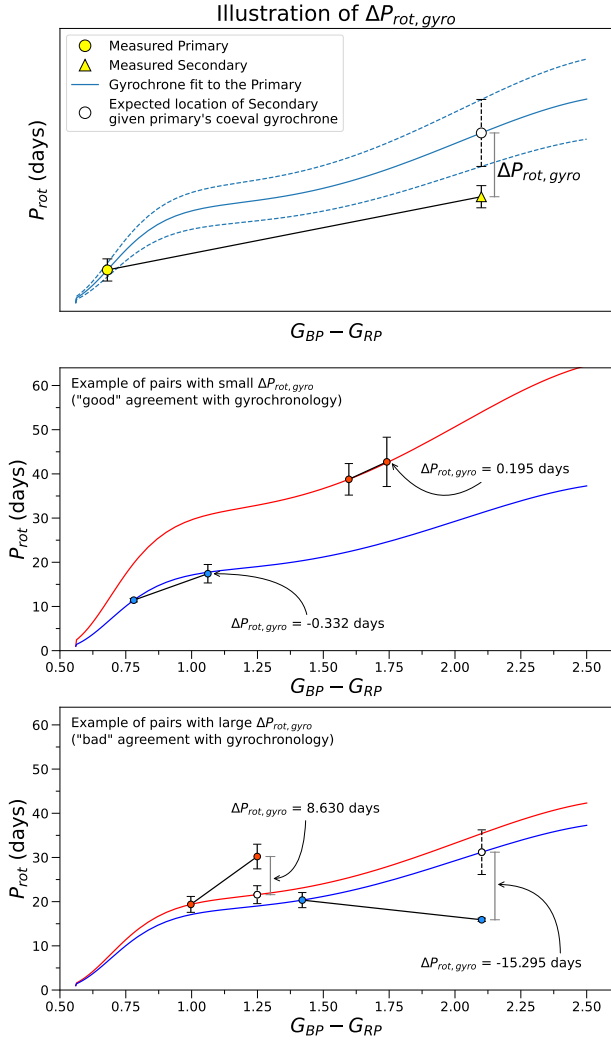 Illustration of ΔP_rot,gyro
Measured Primary
Measured Secondary
Gyrochrone fit to the Primary
Expected location of Secondary
given primary's coeval gyrochrone
P_rot (days)
ΔP_rot,gyro
G_BP − G_RP
Example of pairs with small ΔP_rot,gyro
("good" agreement with gyrochronology)
60
50
40
30
20
10
0
P_rot (days)
ΔP_rot,gyro = 0.195 days
ΔP_rot,gyro = -0.332 days
0.50 0.75 1.00 1.25 1.50 1.75 2.00 2.25 2.50
G_BP − G_RP
Example of pairs with large ΔP_rot,gyro
("bad" agreement with gyrochronology)
60
50
40
30
20
10
0
P_rot (days)
ΔP_rot,gyro = 8.630 days
ΔP_rot,gyro = -15.295 days
0.50 0.75 1.00 1.25 1.50 1.75 2.00 2.25 2.50
G_BP − G_RP